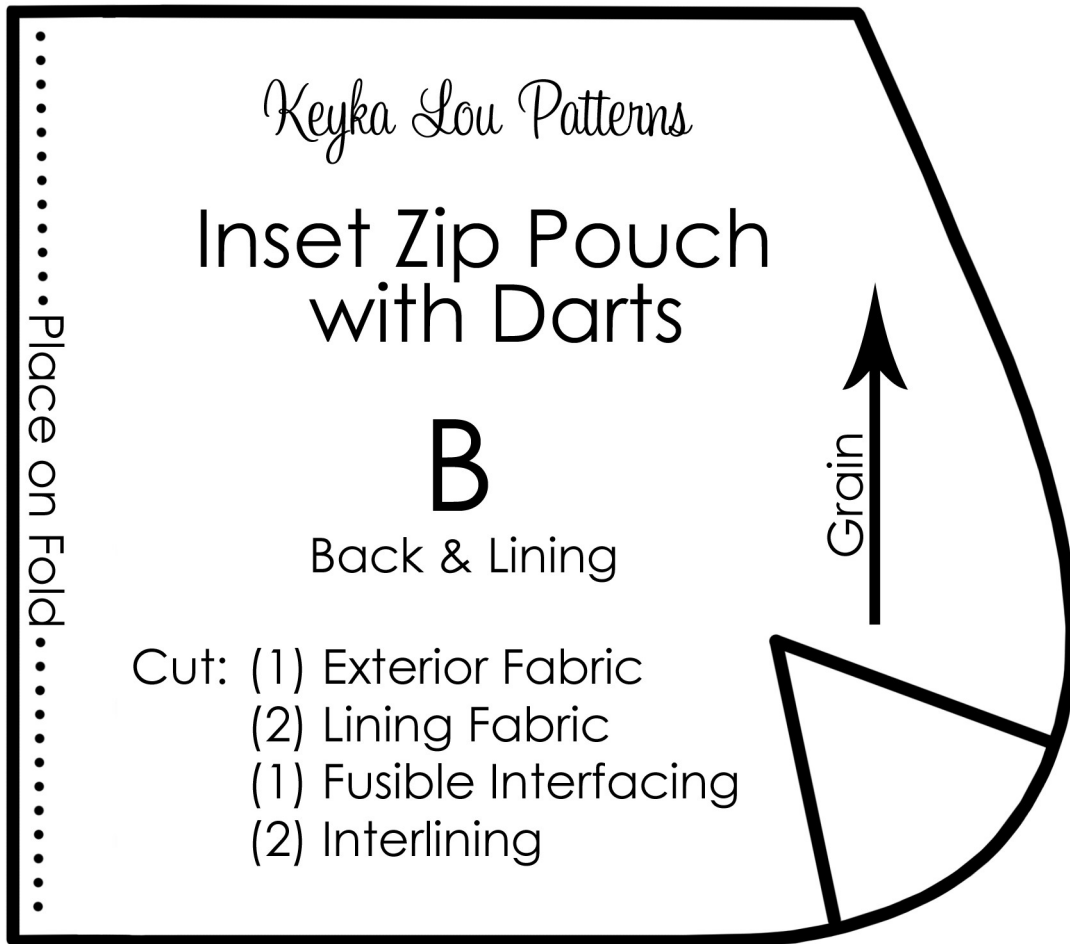 Keyka Lou Patterns
Inset Zip Pouch
with Darts
B
Back & Lining
Cut: (1) Exterior Fabric
(2) Lining Fabric
(1) Fusible Interfacing
(2) Interlining
Place on Fold
Grain